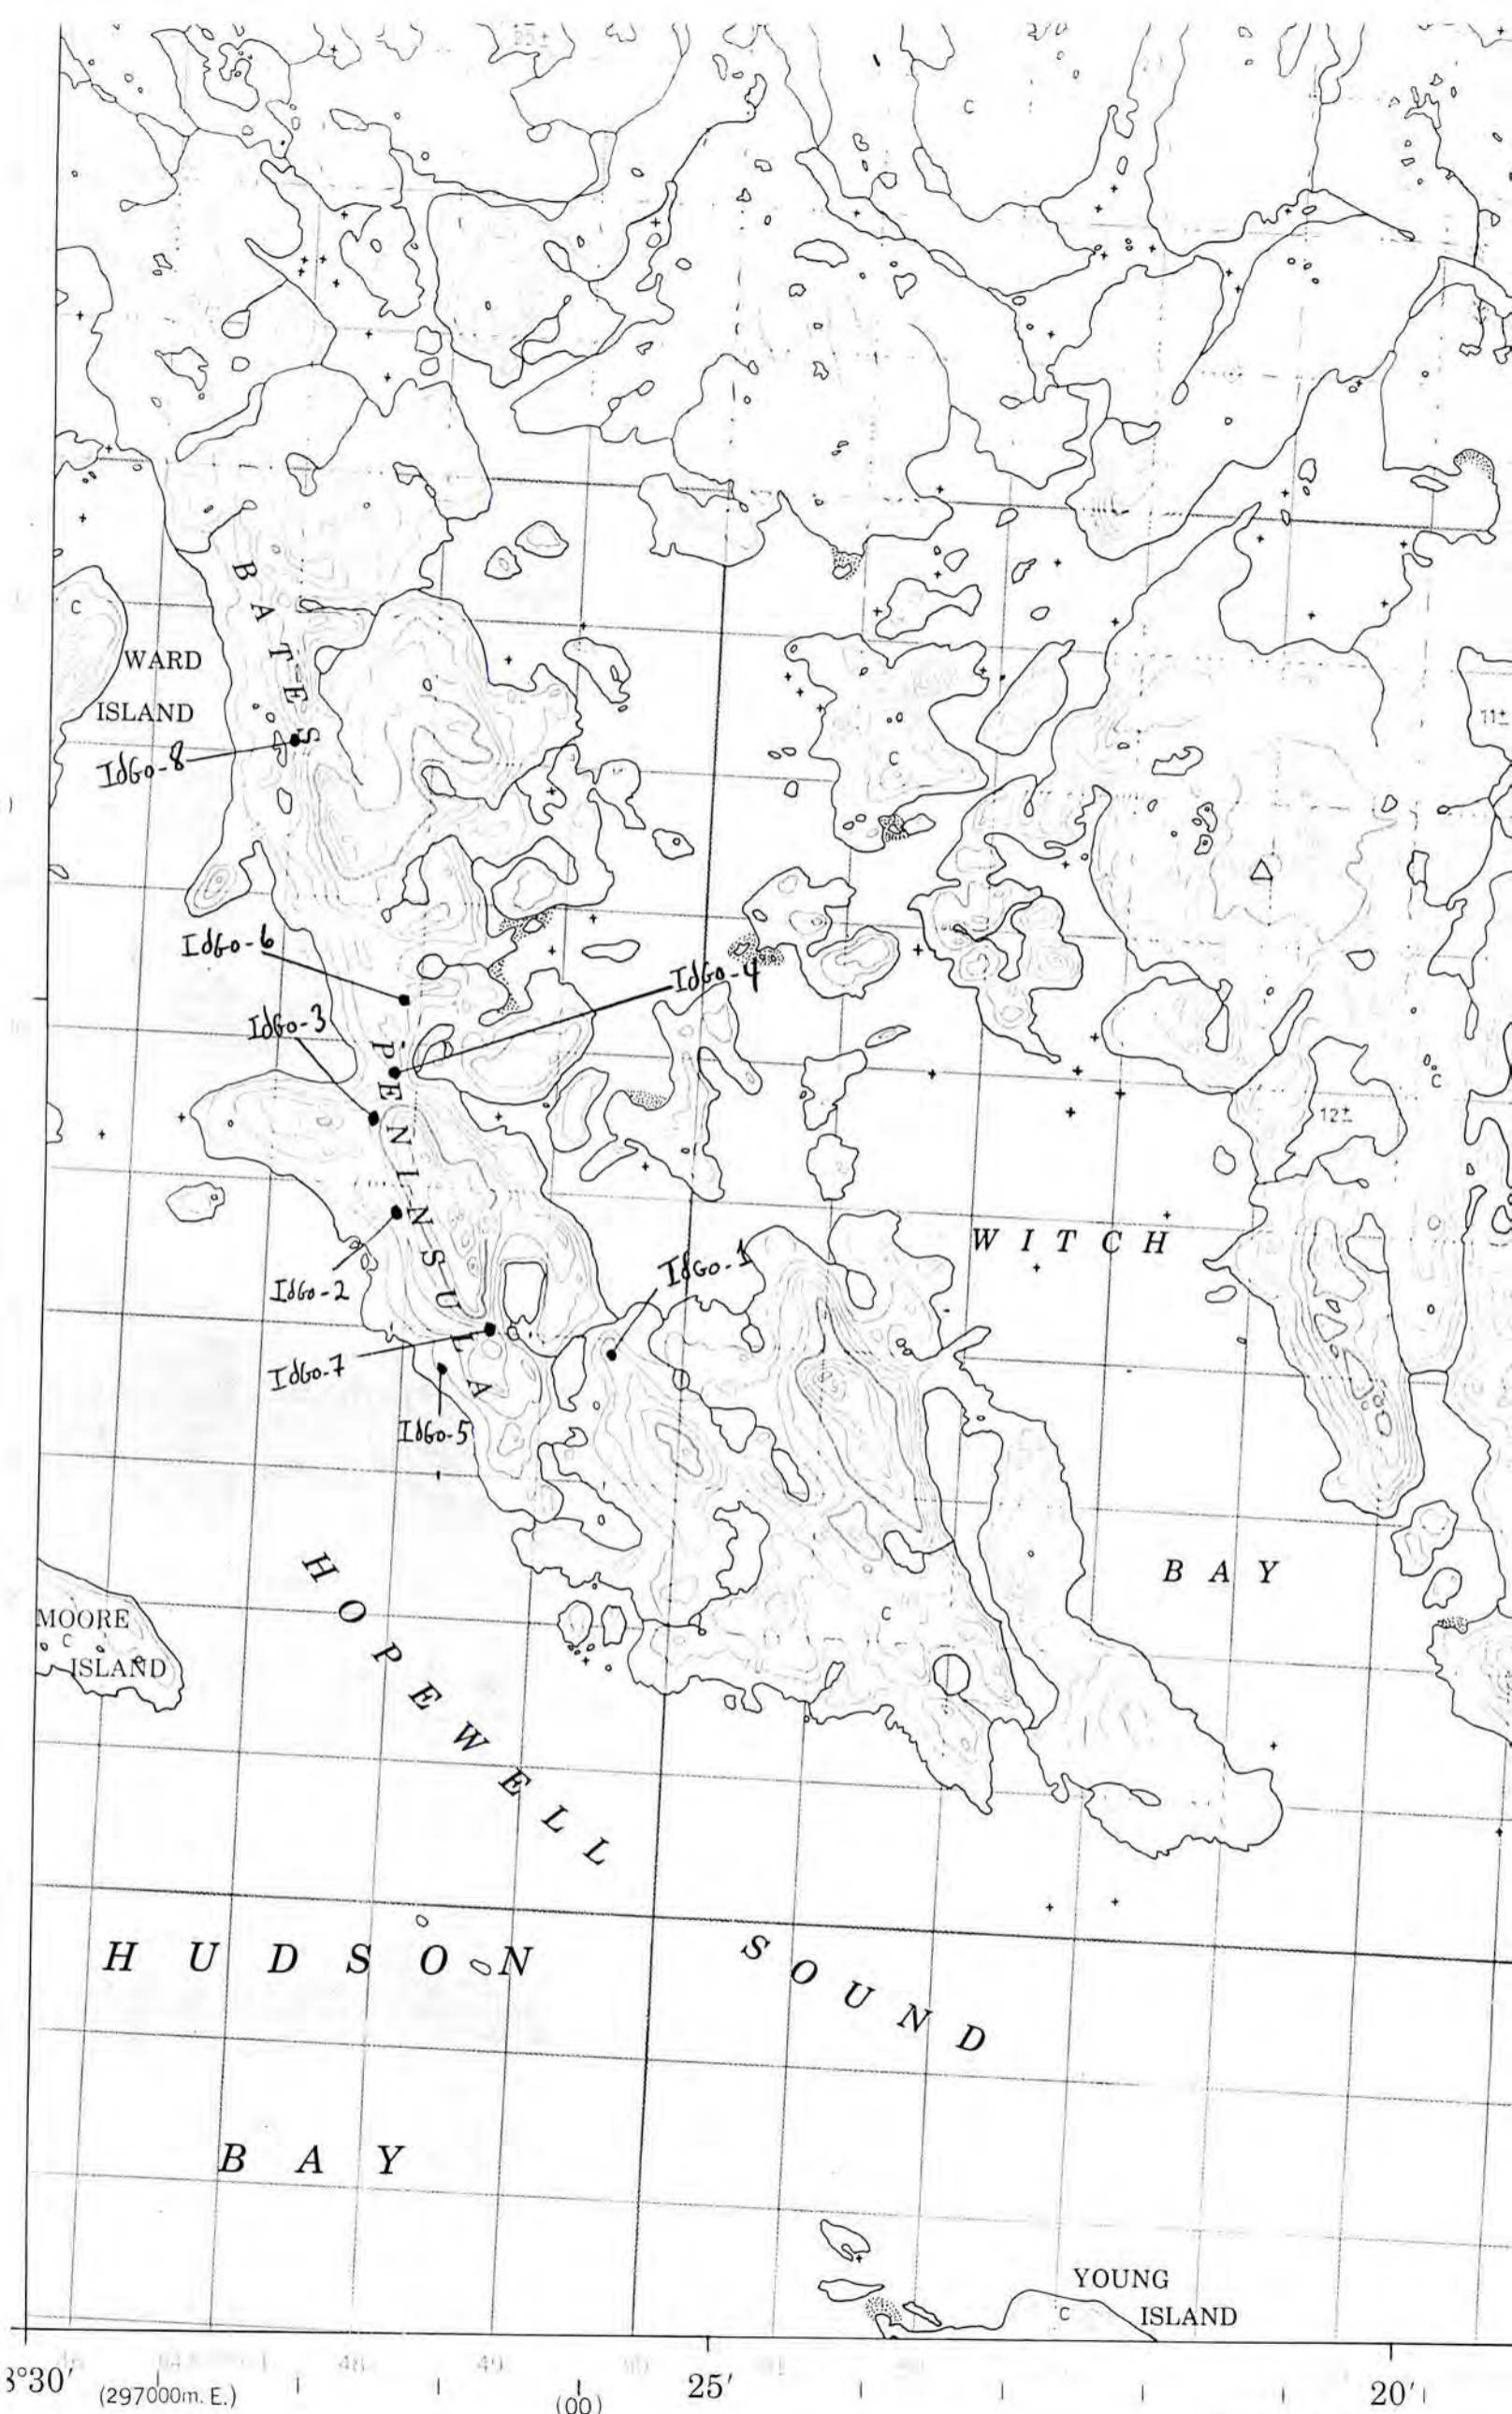 C
C
BATES
WARD
ISLAND
11±
IdGo-8
C
IdGo-6
IdGo-4
IdGo-3
PENINSULA
C
12±
WITCH
IdGo-1
IdGo-2
IdGo-7
IdGo-5
HOPEWELL
BAY
MOORE
C
ISLAND
C
HUDSON
SOUND
BAY
YOUNG
C
ISLAND
48
49
°30′
25′
20′
(297000m. E.)
(00)